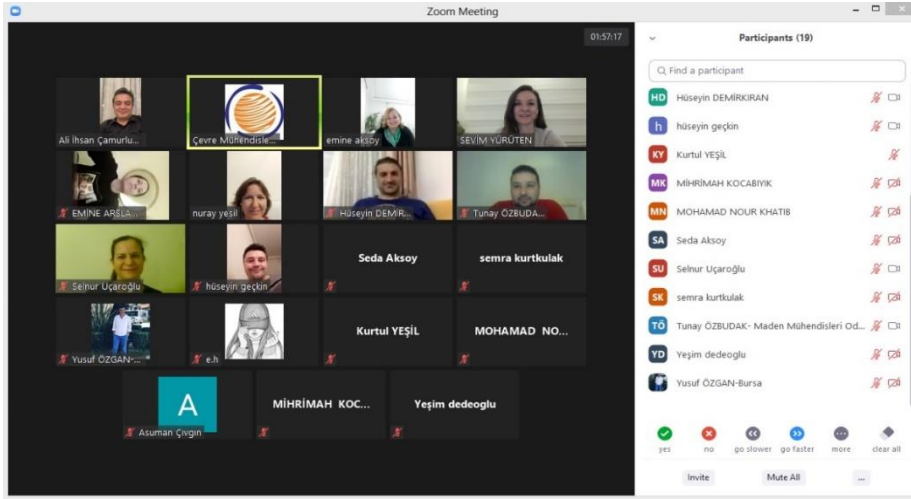 Zoom Meeting
01:57:17
Ali İhsan Çamurlu...
Çevre Mühendisle...
emine aksoy
SEVİM YÜRÜTEN
EMİNE ARSLA...
nuray yesil
Hüseyin DEMİR...
Tunay ÖZBUDA...
Selnur Uçaroğlu
hüseyin geçkin
Seda Aksoy
semra kurtkulak
Yusuf ÖZGAN-...
e.h
Kurtul YEŞİL
MOHAMAD NO...
A
Asuman Çivgın
MİHRİMAH KOC...
Yeşim dedeoglu
Participants (19)
Find a participant
HD Hüseyin DEMİRKIRAN
h hüseyin geçkin
KY Kurtul YEŞİL
MK MİHRİMAH KOCABIYIK
MN MOHAMAD NOUR KHATIB
SA Seda Aksoy
SU Selnur Uçaroğlu
SK semra kurtkulak
TÖ Tunay ÖZBUDAK- Maden Mühendisleri Od...
YD Yeşim dedeoglu
Yusuf ÖZGAN-Bursa
yes no go slower go faster more clear all
Invite Mute All ...